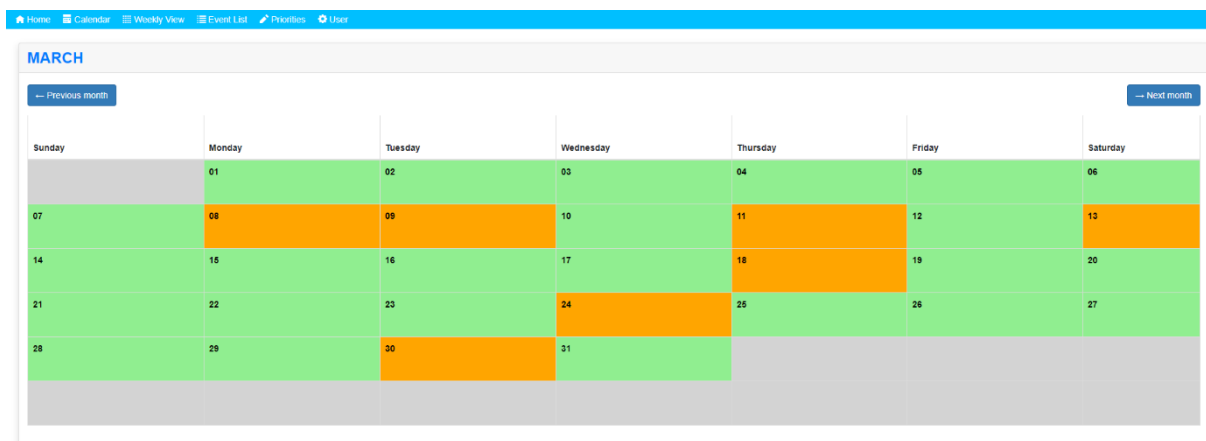 Home Calendar Weekly View Event List Priorities User
MARCH
← Previous month → Next month
Sunday Monday Tuesday Wednesday Thursday Friday Saturday
01 02 03 04 05 06
07 08 09 10 11 12 13
14 15 16 17 18 19 20
21 22 23 24 25 26 27
28 29 30 31